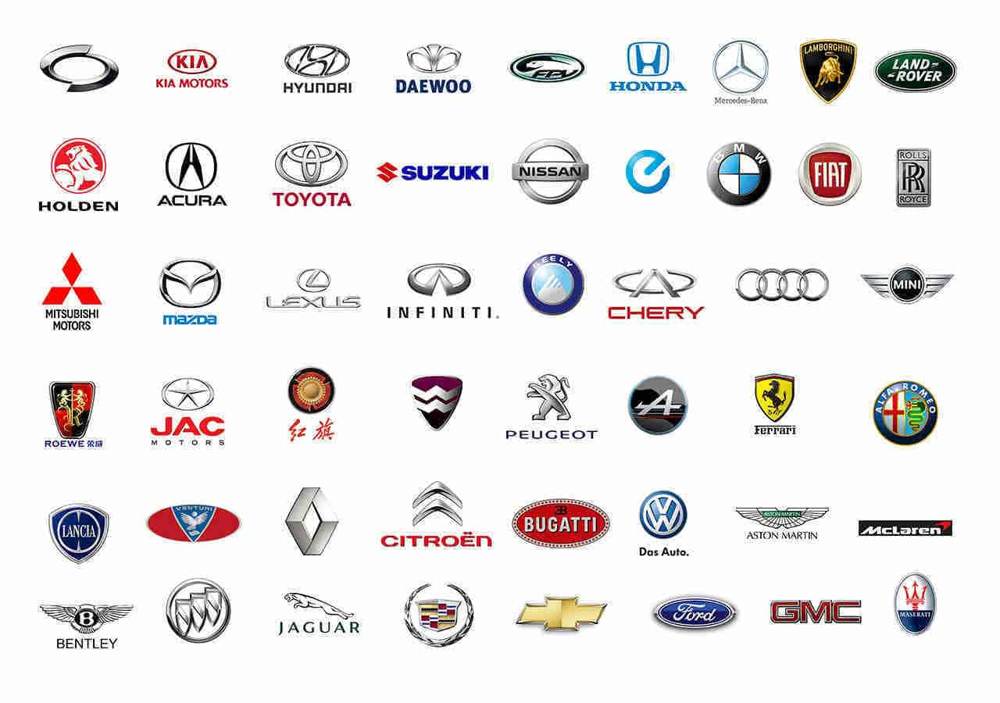 KIA
KIA MOTORS
HYUNDAI
DAEWOO
FPV
HONDA
Mercedes-Benz
LAMBORGHINI
LAND-
-ROVER
HOLDEN
ACURA
TOYOTA
SUZUKI
NISSAN
BMW
FIAT
ROLLS
RR
ROYCE
MITSUBISHI
MOTORS
mazda
LEXUS
INFINITI.
GEELY
CHERY
MINI
R
ROEWE 荣威
JAC
MOTORS
红旗
PEUGEOT
A
Ferrari
ALFA ROMEO
LANCIA
VENTURI
CITROËN
EB
BUGATTI
VW
Das Auto.
ASTON MARTIN
ASTON MARTIN
McLaren
B
BENTLEY
JAGUAR
Ford
GMC
MASERATI